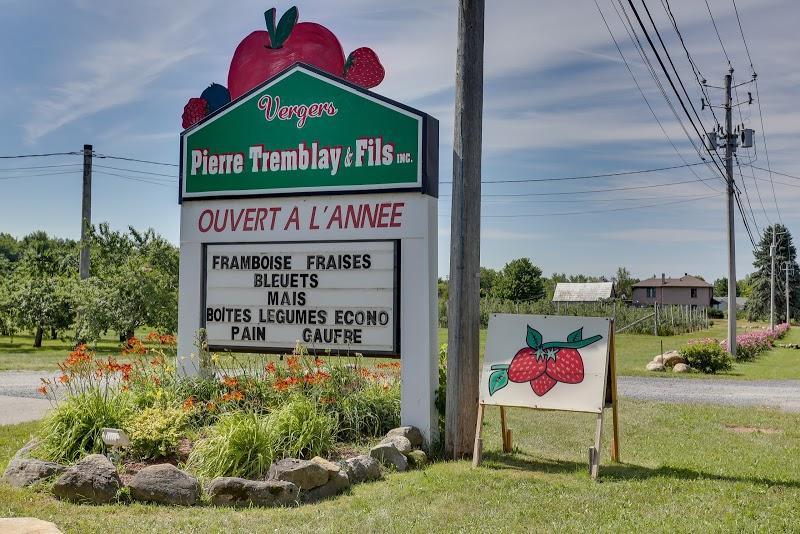 Vergers
Pierre Tremblay & Fils INC.
OUVERT A L'ANNEE
FRAMBOISE FRAISES
BLEUETS
MAIS
BOITES LEGUMES ECONO
PAIN GAUFRE